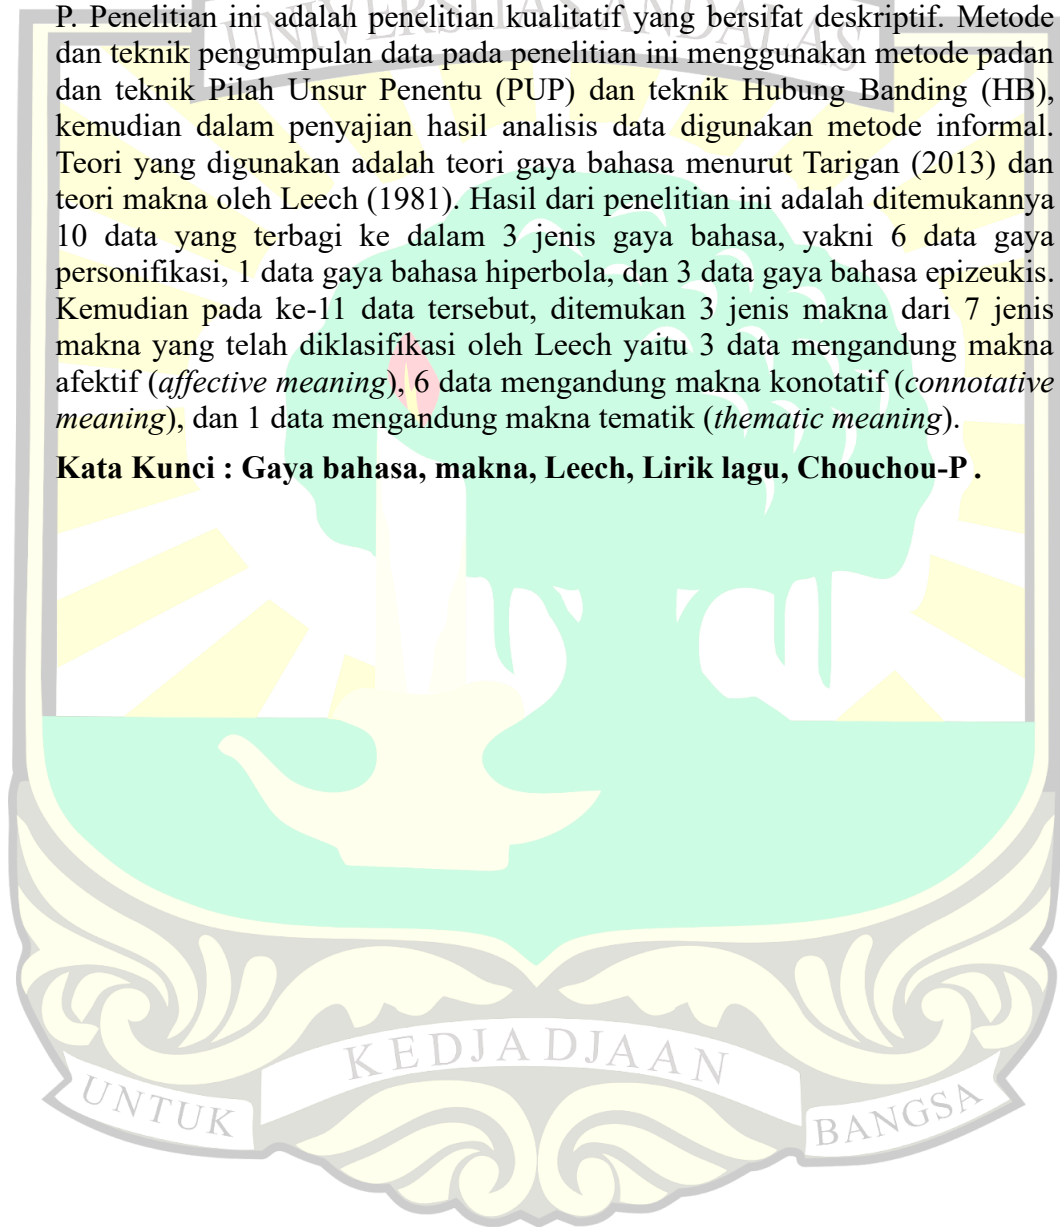 UNIVERSITAS ANDALAS
P. Penelitian ini adalah penelitian kualitatif yang bersifat deskriptif. Metode
dan teknik pengumpulan data pada penelitian ini menggunakan metode padan
dan teknik Pilah Unsur Penentu (PUP) dan teknik Hubung Banding (HB),
kemudian dalam penyajian hasil analisis data digunakan metode informal.
Teori yang digunakan adalah teori gaya bahasa menurut Tarigan (2013) dan
teori makna oleh Leech (1981). Hasil dari penelitian ini adalah ditemukannya
10 data yang terbagi ke dalam 3 jenis gaya bahasa, yakni 6 data gaya
personifikasi, 1 data gaya bahasa hiperbola, dan 3 data gaya bahasa epizeukis.
Kemudian pada ke-11 data tersebut, ditemukan 3 jenis makna dari 7 jenis
makna yang telah diklasifikasi oleh Leech yaitu 3 data mengandung makna
afektif (affective meaning), 6 data mengandung makna konotatif (connotative
meaning), dan 1 data mengandung makna tematik (thematic meaning).
Kata Kunci : Gaya bahasa, makna, Leech, Lirik lagu, Chouchou-P .
UNTUK KEDJADJAAN BANGSA